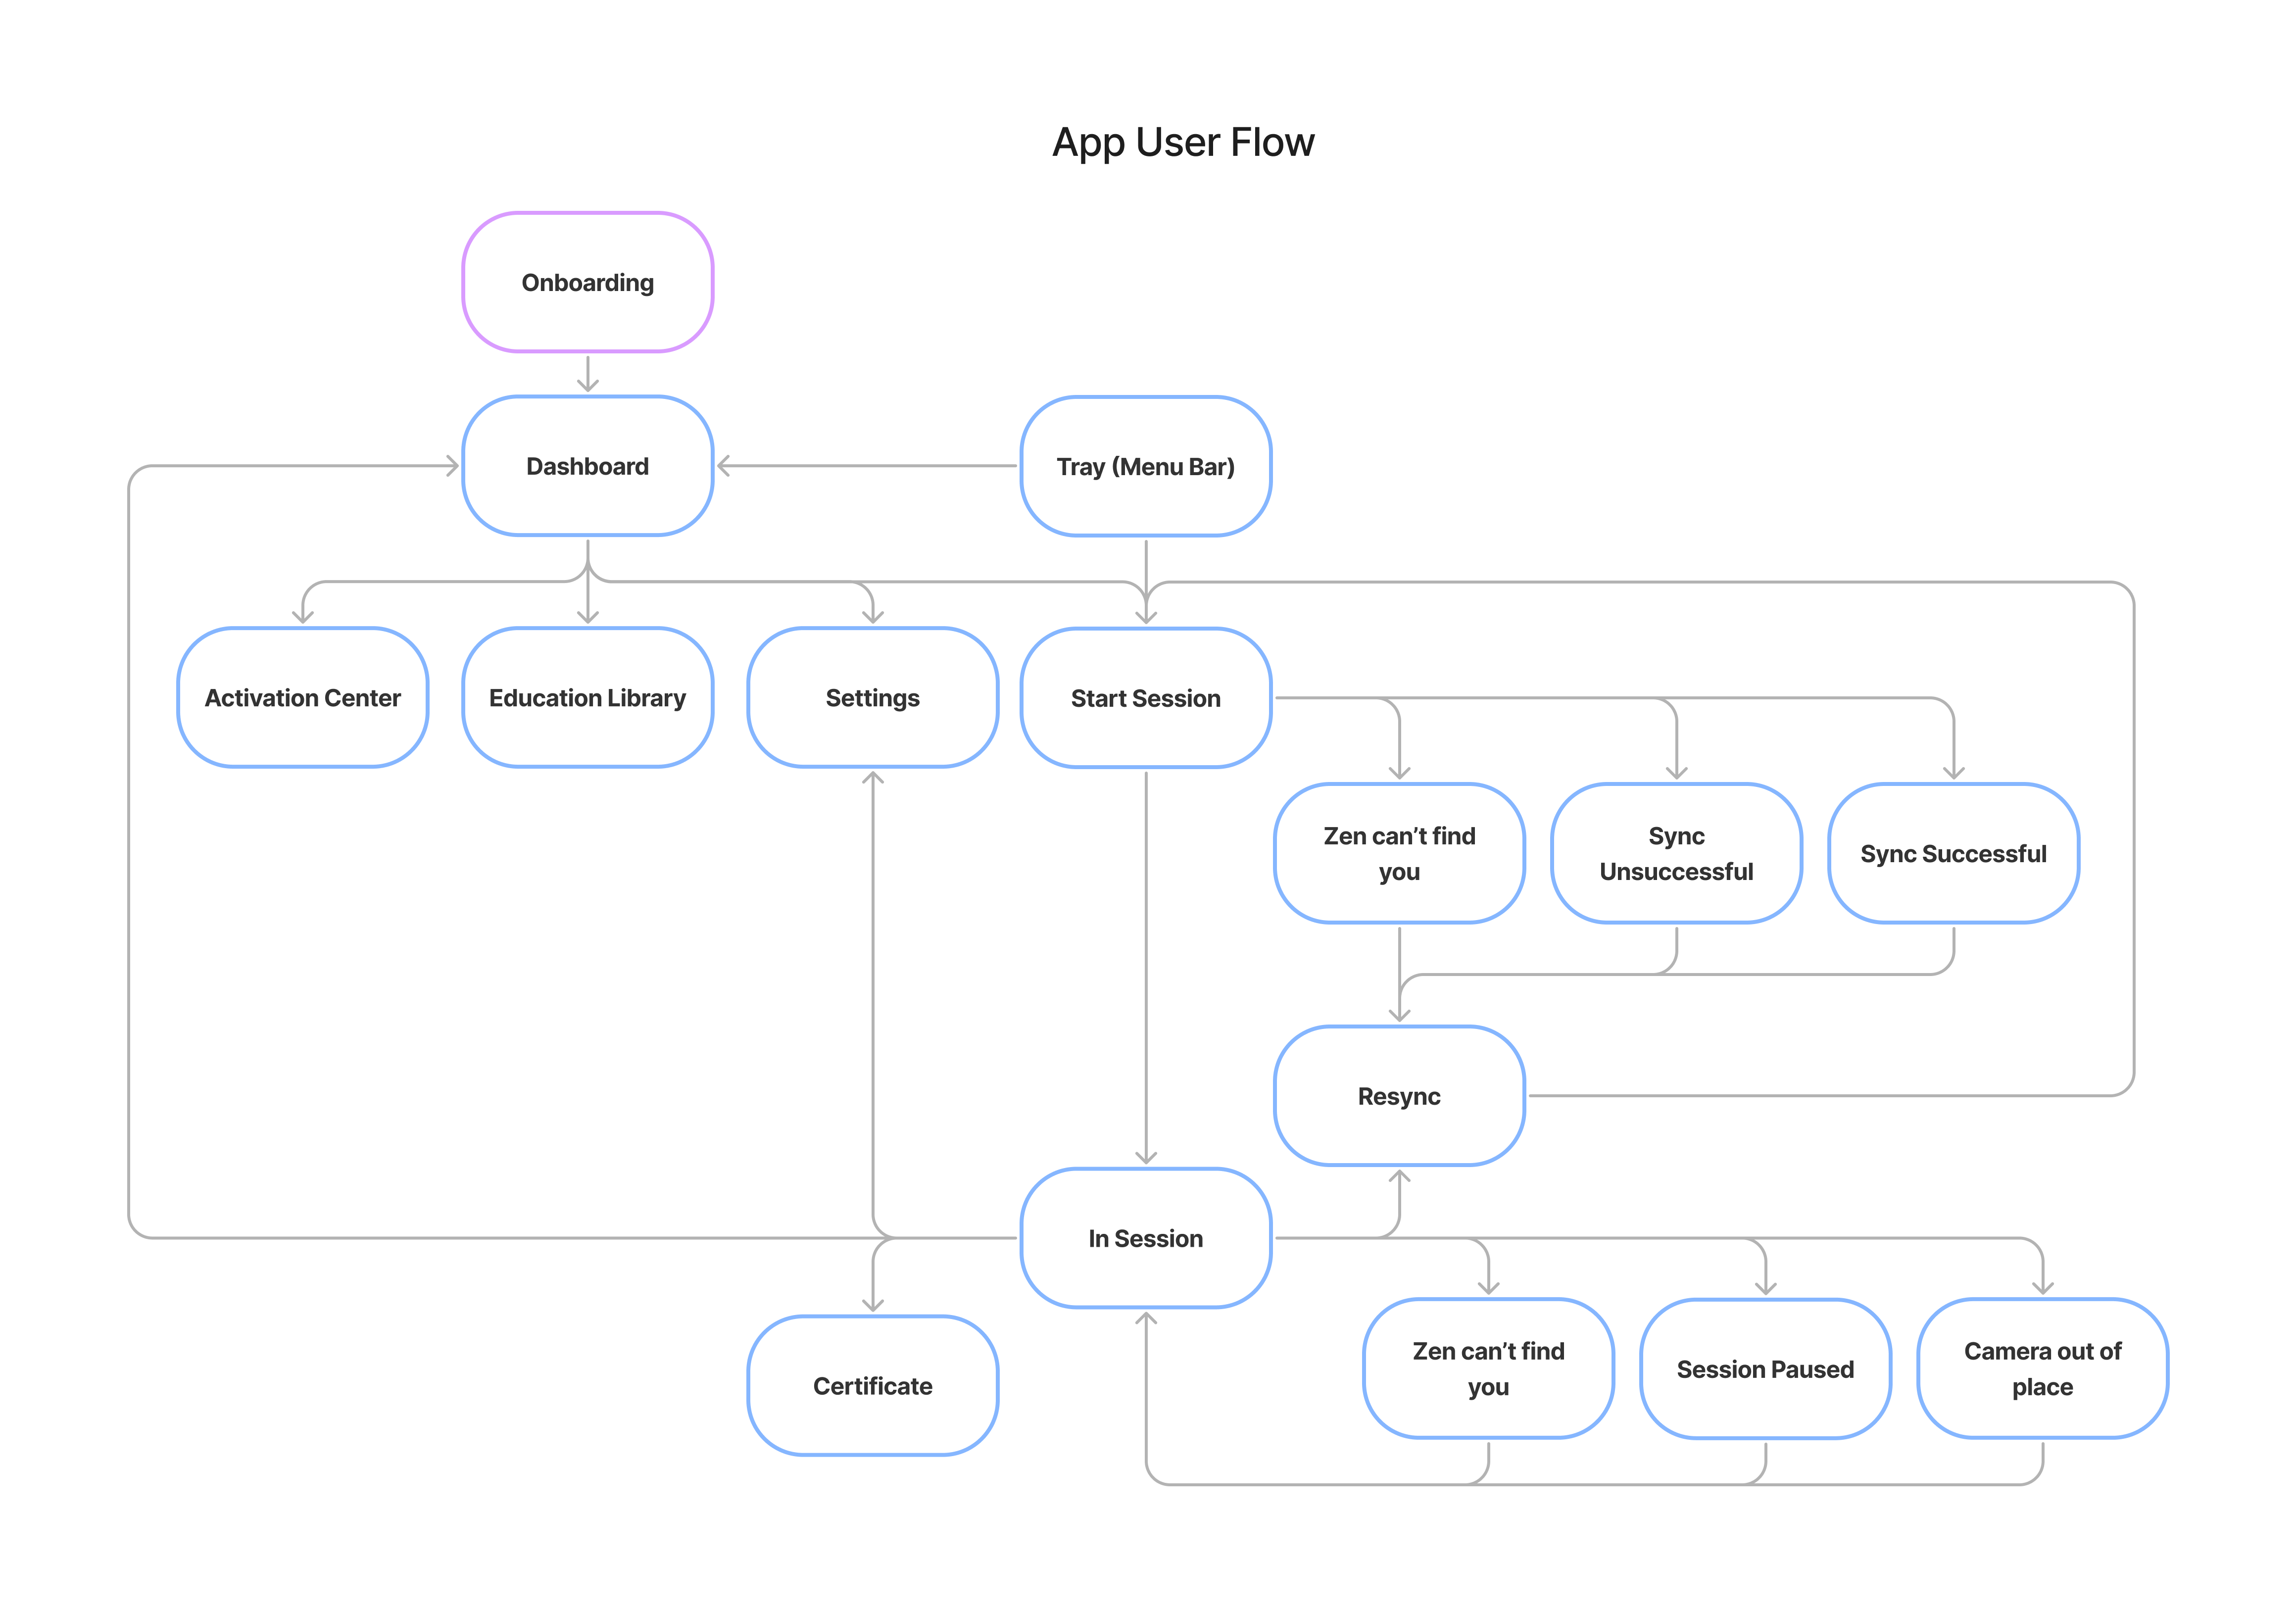 App User Flow
Onboarding
Dashboard
Tray (Menu Bar)
Activation Center
Education Library
Settings
Start Session
Zen can’t find
you
Sync
Unsuccessful
Sync Successful
Resync
In Session
Certificate
Zen can’t find
you
Session Paused
Camera out of
place